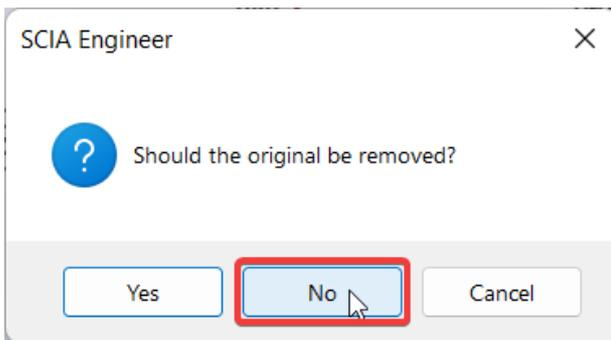 SCIA Engineer
Should the original be removed?
Yes
No
Cancel